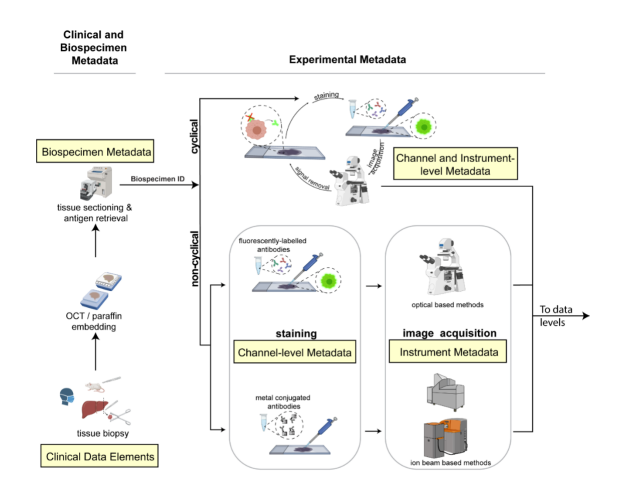 Clinical and
Biospecimen
Metadata
Experimental Metadata
staining
cyclical
Biospecimen Metadata
image
acquisition
Channel and Instrument-
level Metadata
signal removal
Biospecimen ID
tissue sectioning &
antigen retrieval
non-cyclical
fluorescently-labelled
antibodies
optical based methods
OCT / paraffin
embedding
To data
levels
staining
image acquisition
Channel-level Metadata
Instrument Metadata
metal conjugated
antibodies
tissue biopsy
Clinical Data Elements
ion beam based methods